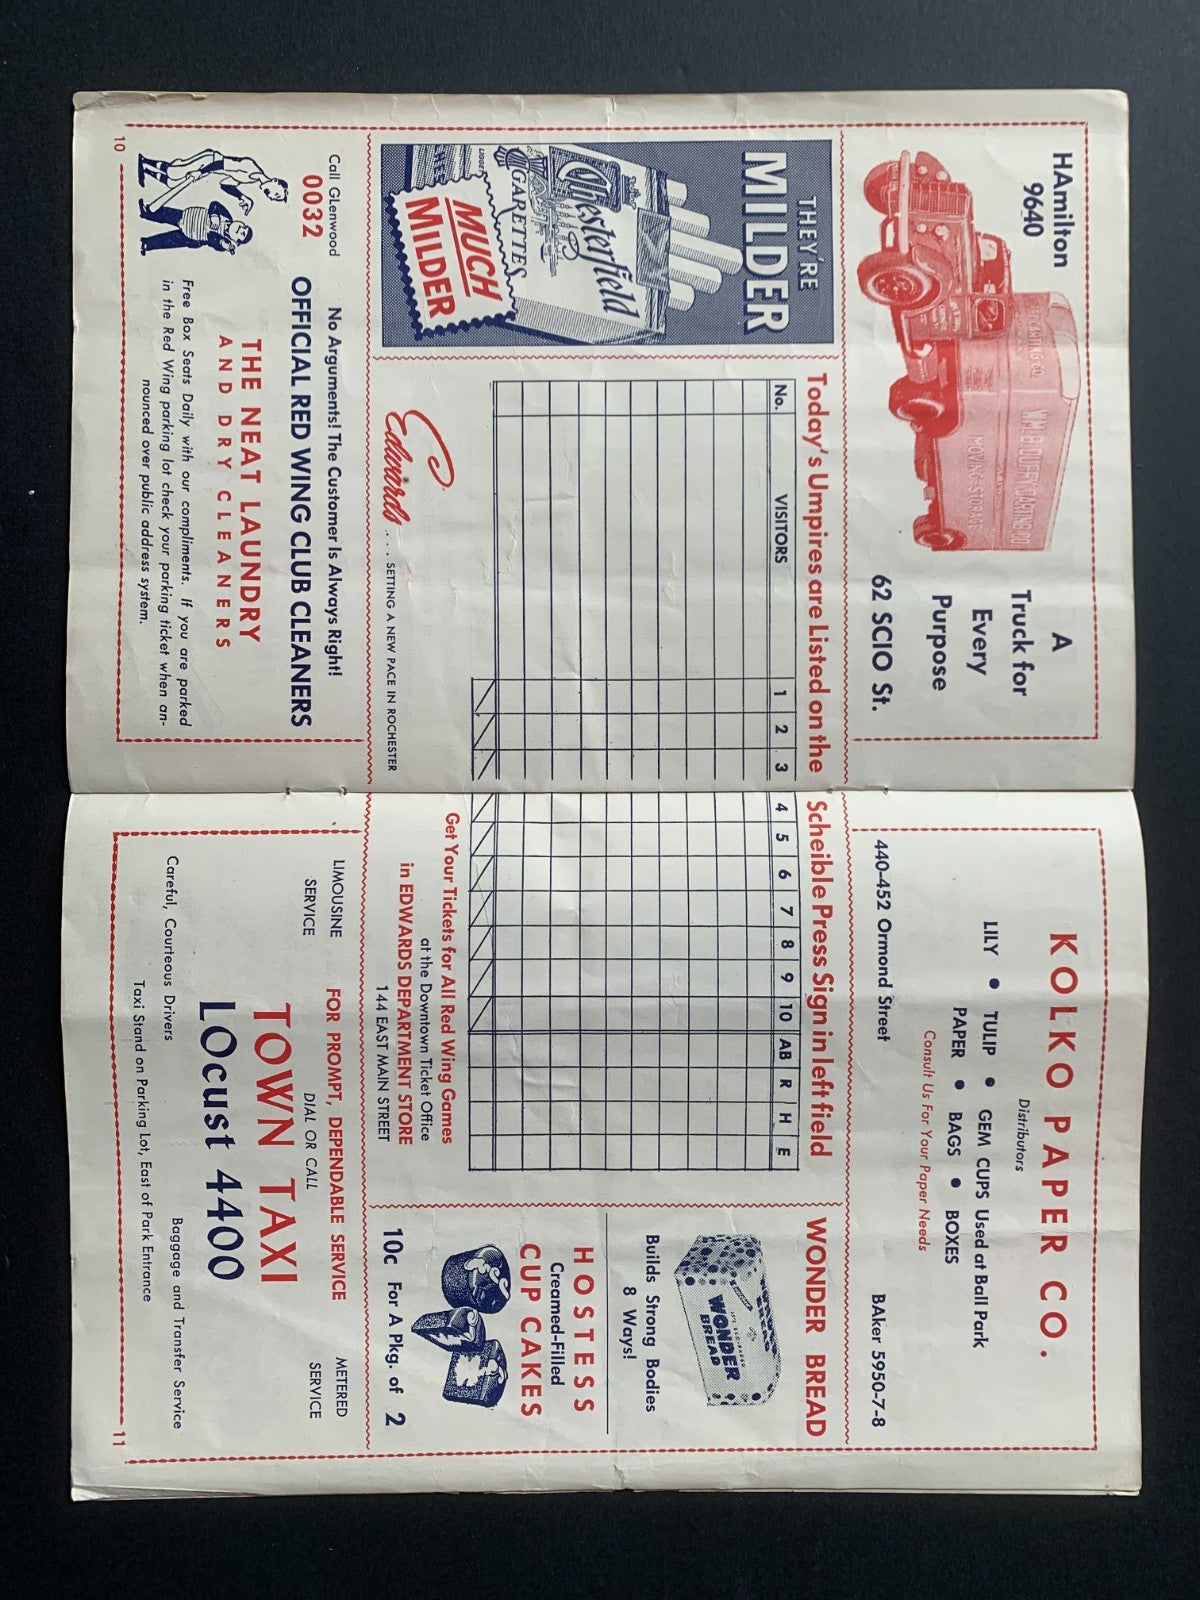 HAmilton
9640
WM. B. DUFFY CARTING CO.
MOVING - STORAGE
A
Truck for
Every
Purpose
62 SCIO St.
THEY'RE
MILDER
Chesterfield
CIGARETTES
MUCH
MILDER
Today's Umpires are Listed on the
No. VISITORS 1 2 3
Edwards . . . SETTING A NEW PACE IN ROCHESTER
Call Glenwood
0032
No Arguments! The Customer Is Always Right!
OFFICIAL RED WING CLUB CLEANERS
THE NEAT LAUNDRY
AND DRY CLEANERS
Free Box Seats Daily with our compliments. If you are parked
in the Red Wing parking lot check your parking ticket when an-
nounced over public address system.
10
KOLKO PAPER CO.
Distributors
LILY • TULIP • GEM CUPS Used at Ball Park
PAPER • BAGS • BOXES
Consult Us For Your Paper Needs
440-452 Ormond Street BAker 5950-7-8
Scheible Press Sign in left field
4 5 6 7 8 9 10 AB R H E
Get Your Tickets for All Red Wing Games
at the Downtown Ticket Office
in EDWARDS DEPARTMENT STORE
144 EAST MAIN STREET
WONDER BREAD
WONDER
BREAD
Builds Strong Bodies
8 Ways!
HOSTESS
Creamed-Filled
CUP CAKES
10c For A Pkg. of 2
LIMOUSINE
SERVICE
FOR PROMPT, DEPENDABLE SERVICE
DIAL OR CALL
METERED
SERVICE
TOWN TAXI
LOcust 4400
Careful, Courteous Drivers Baggage and Transfer Service
Taxi Stand on Parking Lot, East of Park Entrance
11